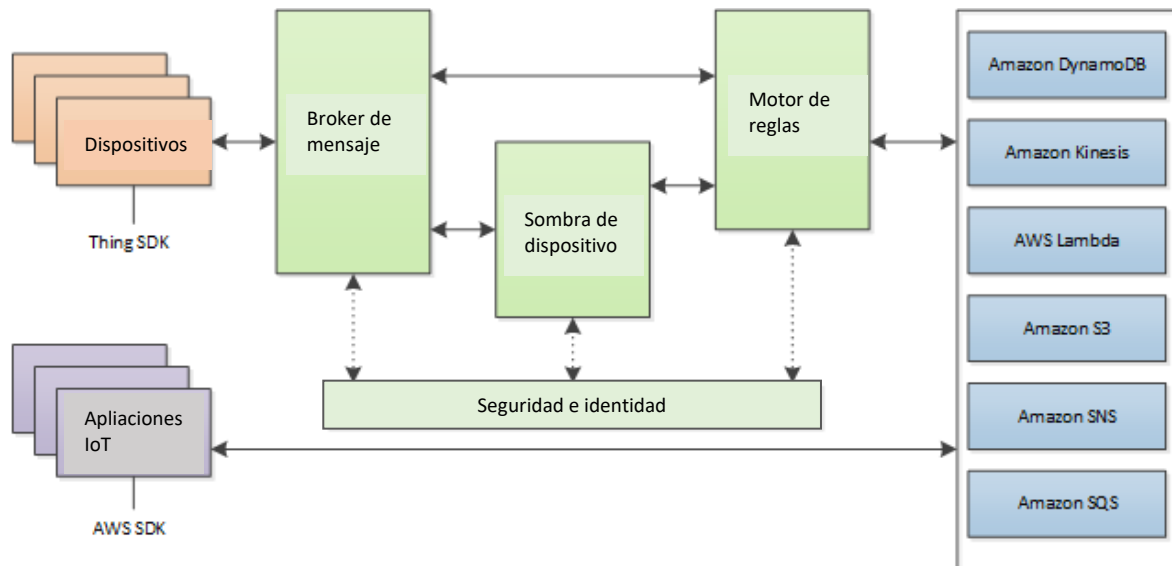 Dispositivos
Thing SDK
Broker de
mensaje
Sombra de
dispositivo
Motor de
reglas
Seguridad e identidad
Apliaciones
IoT
AWS SDK
Amazon DynamoDB
Amazon Kinesis
AWS Lambda
Amazon S3
Amazon SNS
Amazon SQS